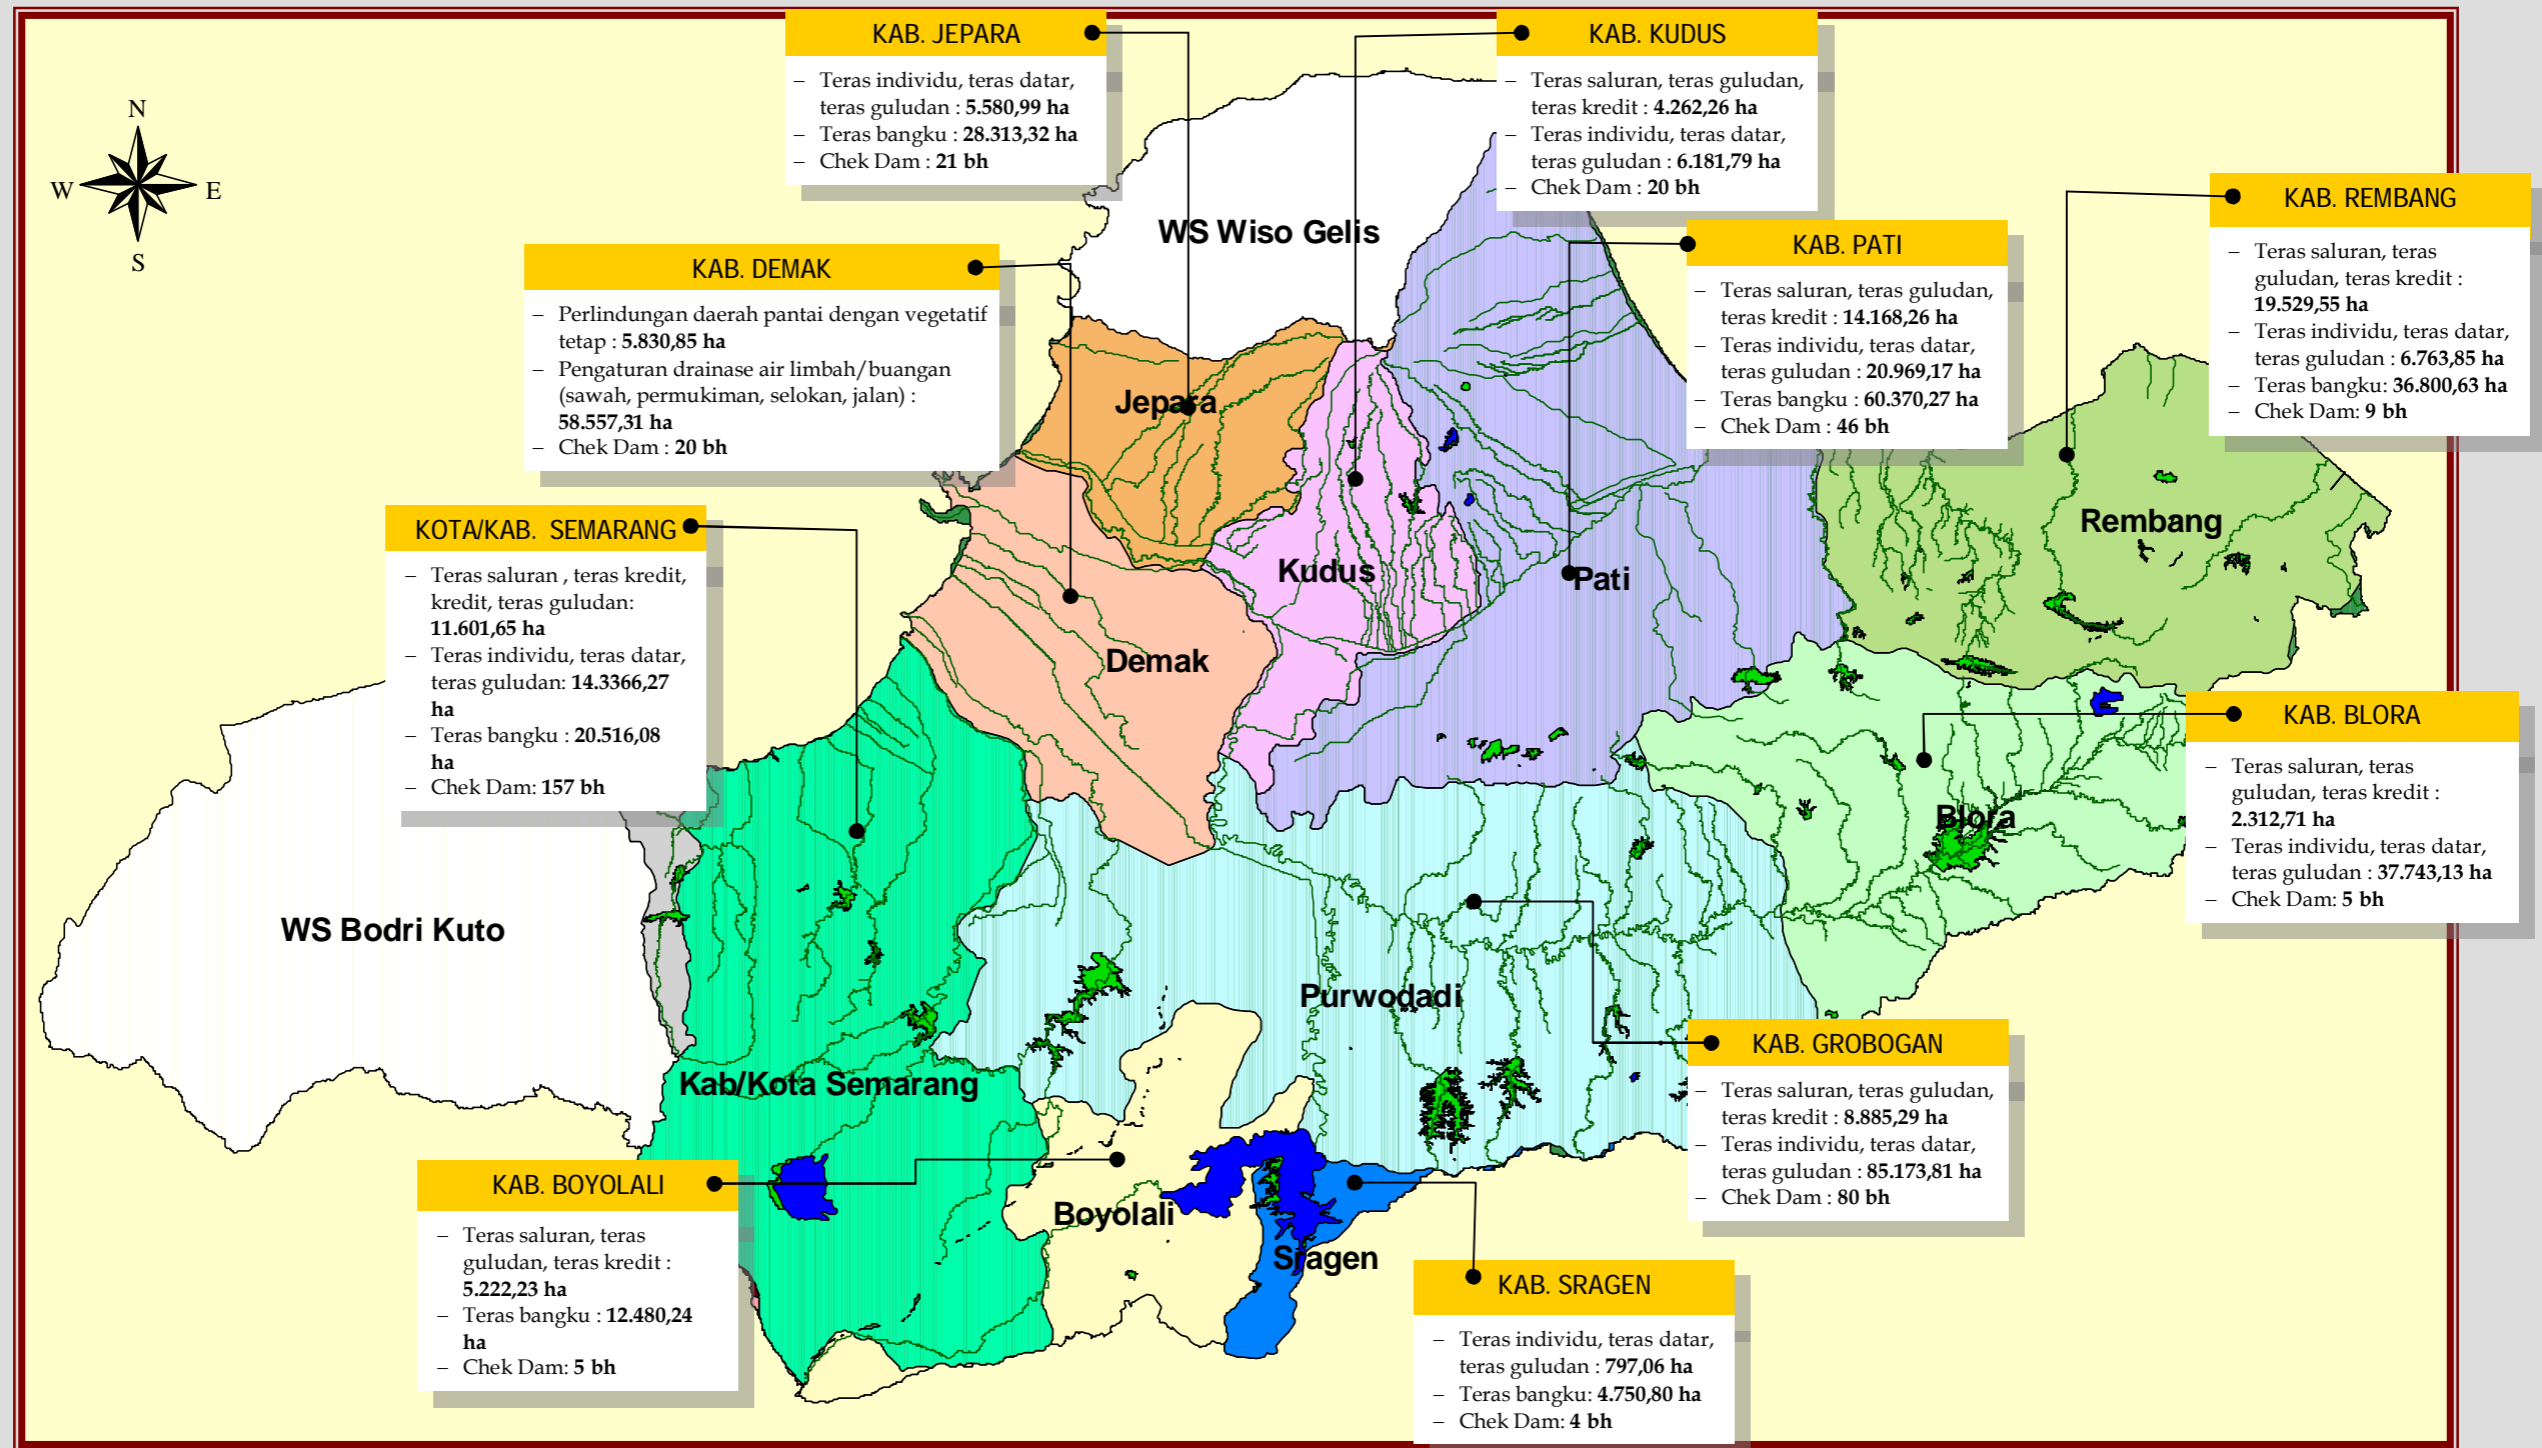 KAB. JEPARA
– Teras individu, teras datar,
teras guludan : 5.580,99 ha
– Teras bangku : 28.313,32 ha
– Chek Dam : 21 bh
KAB. KUDUS
– Teras saluran, teras guludan,
teras kredit : 4.262,26 ha
– Teras individu, teras datar,
teras guludan : 6.181,79 ha
– Chek Dam : 20 bh
N
W
E
S
KAB. REMBANG
– Teras saluran, teras
guludan, teras kredit :
19.529,55 ha
– Teras individu, teras datar,
teras guludan : 6.763,85 ha
– Teras bangku: 36.800,63 ha
– Chek Dam: 9 bh
WS Wiso Gelis
KAB. PATI
– Teras saluran, teras guludan,
teras kredit : 14.168,26 ha
– Teras individu, teras datar,
teras guludan : 20.969,17 ha
– Teras bangku : 60.370,27 ha
– Chek Dam : 46 bh
KAB. DEMAK
– Perlindungan daerah pantai dengan vegetatif
tetap : 5.830,85 ha
– Pengaturan drainase air limbah/buangan
(sawah, permukiman, selokan, jalan) :
58.557,31 ha
– Chek Dam : 20 bh
Jepara
Rembang
Kudus
Pati
Demak
KOTA/KAB. SEMARANG
– Teras saluran , teras kredit,
kredit, teras guludan:
11.601,65 ha
– Teras individu, teras datar,
teras guludan: 14.3366,27
ha
– Teras bangku : 20.516,08
ha
– Chek Dam: 157 bh
KAB. BLORA
– Teras saluran, teras
guludan, teras kredit :
2.312,71 ha
– Teras individu, teras datar,
teras guludan : 37.743,13 ha
– Chek Dam: 5 bh
Blora
WS Bodri Kuto
Purwodadi
Kab/Kota Semarang
KAB. GROBOGAN
– Teras saluran, teras guludan,
teras kredit : 8.885,29 ha
– Teras individu, teras datar,
teras guludan : 85.173,81 ha
– Chek Dam : 80 bh
KAB. BOYOLALI
– Teras saluran, teras
guludan, teras kredit :
5.222,23 ha
– Teras bangku : 12.480,24
ha
– Chek Dam: 5 bh
Boyolali
Sragen
KAB. SRAGEN
– Teras individu, teras datar,
teras guludan : 797,06 ha
– Teras bangku: 4.750,80 ha
– Chek Dam: 4 bh